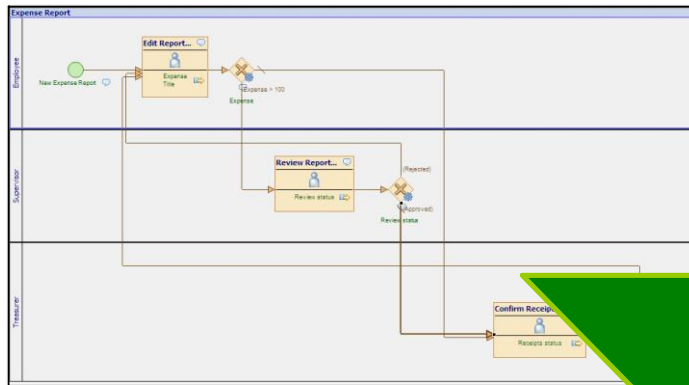 Expense Report
Employee
Edit Report...
New Expense Report
Expense
Title
Expense > 100
Expense
Supervisor
Review Report...
Review status
(Rejected)
(Approved)
Review status
Treasurer
Confirm
Receipts status